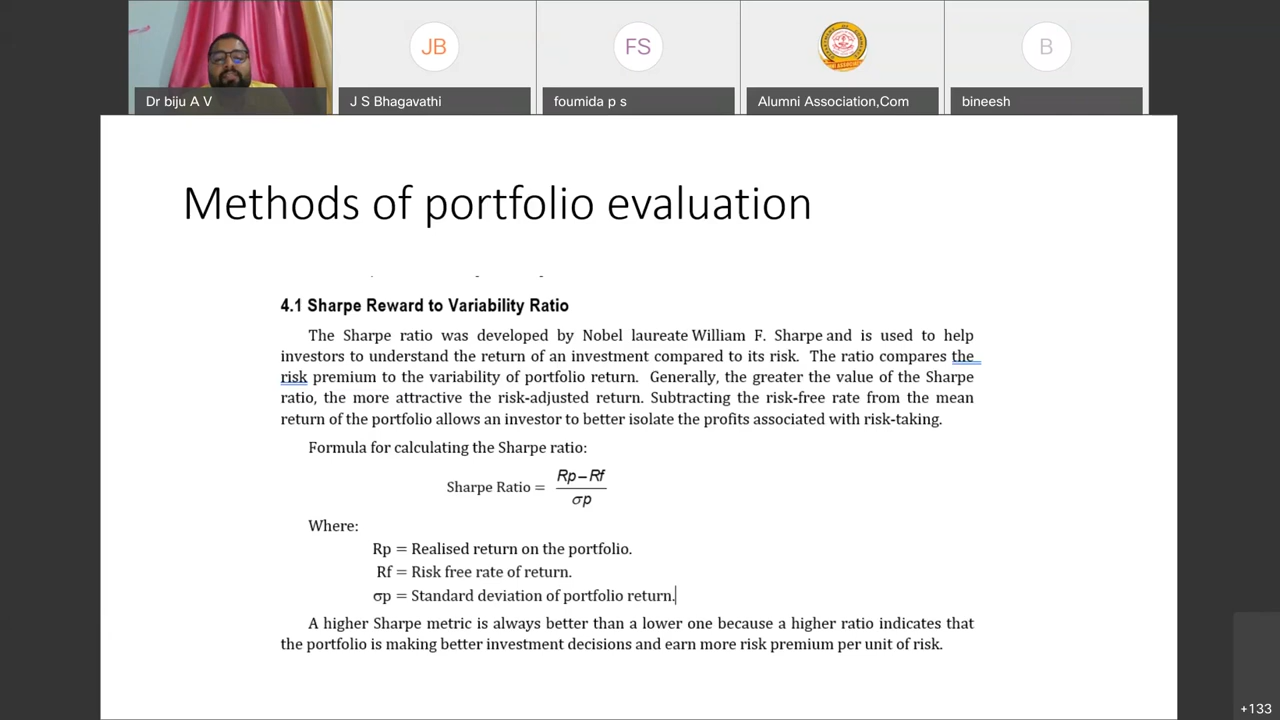 JB
FS
B
Dr biju A V
J S Bhagavathi
foumida p s
Alumni Association,Com
bineesh
Methods of portfolio evaluation
4.1 Sharpe Reward to Variability Ratio
The Sharpe ratio was developed by Nobel laureate William F. Sharpe and is used to help
investors to understand the return of an investment compared to its risk. The ratio compares the
risk premium to the variability of portfolio return. Generally, the greater the value of the Sharpe
ratio, the more attractive the risk-adjusted return. Subtracting the risk-free rate from the mean
return of the portfolio allows an investor to better isolate the profits associated with risk-taking.
Formula for calculating the Sharpe ratio:
Sharpe Ratio = Rp – Rf
σp
Where:
Rp = Realised return on the portfolio.
Rf = Risk free rate of return.
σp = Standard deviation of portfolio return.
A higher Sharpe metric is always better than a lower one because a higher ratio indicates that
the portfolio is making better investment decisions and earn more risk premium per unit of risk.
+133